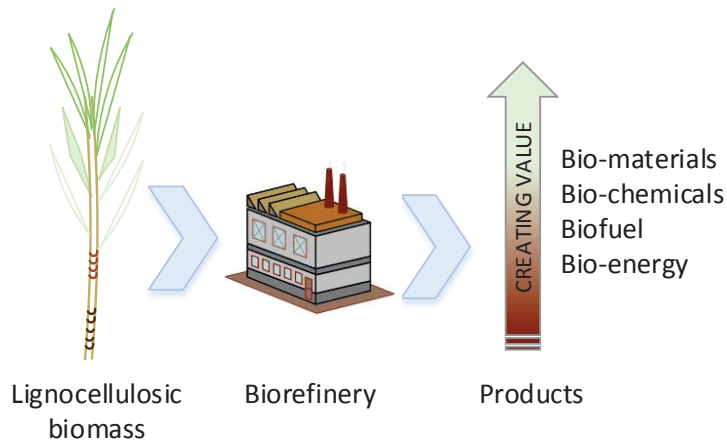 CREATING VALUE
Bio-materials
Bio-chemicals
Biofuel
Bio-energy
Lignocellulosic
biomass
Biorefinery
Products